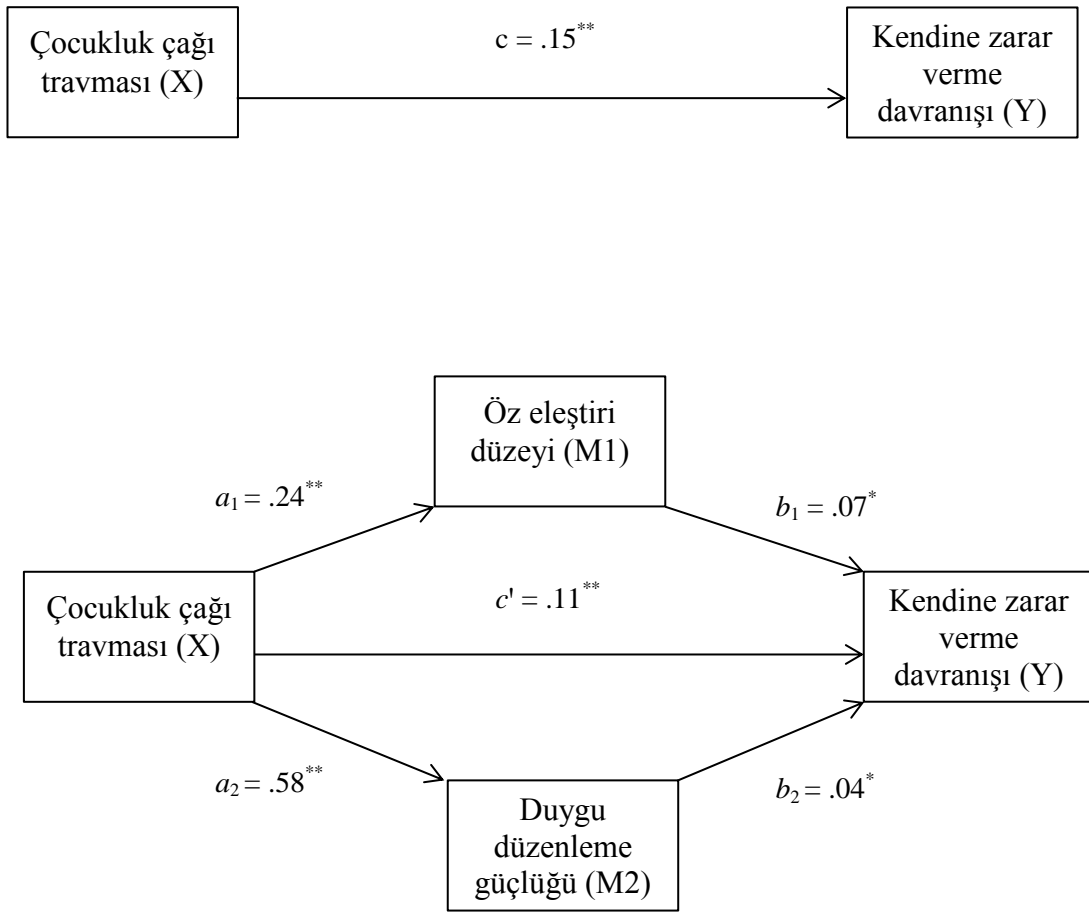 Çocukluk çağı
travması (X)
c = .15**
Kendine zarar
verme
davranışı (Y)
Öz eleştiri
düzeyi (M1)
a1 = .24**
b1 = .07*
Çocukluk çağı
travması (X)
c' = .11**
Kendine zarar
verme
davranışı (Y)
a2 = .58**
b2 = .04*
Duygu
düzenleme
güçlüğü (M2)